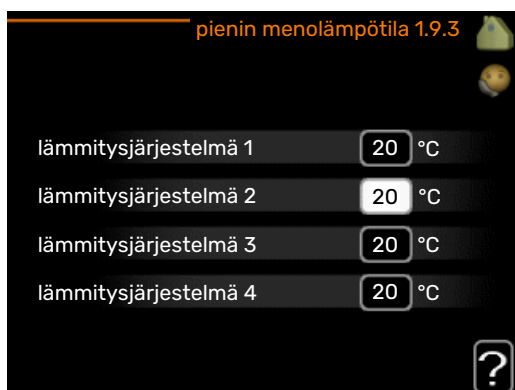 pienin menolämpötila 1.9.3
lämmitysjärjestelmä 1 20 °C
lämmitysjärjestelmä 2 20 °C
lämmitysjärjestelmä 3 20 °C
lämmitysjärjestelmä 4 20 °C
?